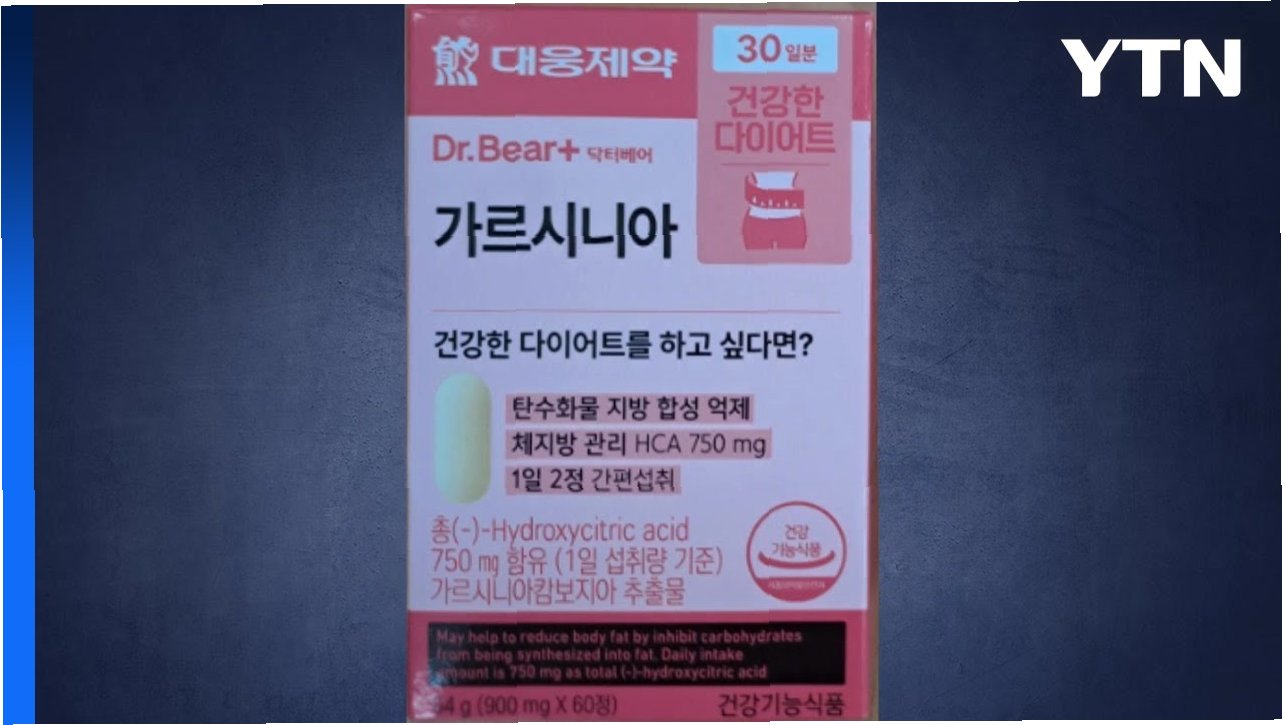 YTN
대웅제약
30일분
건강한
다이어트
Dr.Bear+ 닥터베어
가르시니아
건강한 다이어트를 하고 싶다면?
탄수화물 지방 합성 억제
체지방 관리 HCA 750 mg
1일 2정 간편섭취
총(-)-Hydroxycitric acid
750 mg 함유 (1일 섭취량 기준)
가르시니아캄보지아 추출물
건강
기능식품
May help to reduce body fat by inhibit carbohydrates
from being synthesized into fat. Daily intake
amount is 750 mg as total (-)-hydroxycitric acid
54 g (900 mg X 60정)
건강기능식품